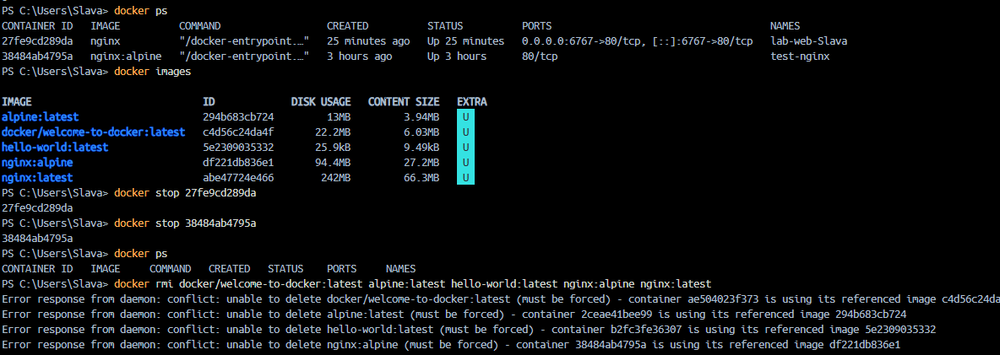 PS C:\Users\Slava> docker ps
CONTAINER ID IMAGE COMMAND CREATED STATUS PORTS NAMES
27fe9cd289da nginx "/docker-entrypoint.…" 25 minutes ago Up 25 minutes 0.0.0.0:6767->80/tcp, [::]:6767->80/tcp lab-web-Slava
38484ab4795a nginx:alpine "/docker-entrypoint.…" 3 hours ago Up 3 hours 80/tcp test-nginx
PS C:\Users\Slava> docker images
IMAGE ID DISK USAGE CONTENT SIZE EXTRA
alpine:latest 294b683cb724 13MB 3.94MB U
docker/welcome-to-docker:latest c4d56c24da4f 22.2MB 6.03MB U
hello-world:latest 5e2309035332 25.9kB 9.49kB U
nginx:alpine df221db836e1 94.4MB 27.2MB U
nginx:latest abe47724e466 242MB 66.3MB U
PS C:\Users\Slava> docker stop 27fe9cd289da
27fe9cd289da
PS C:\Users\Slava> docker stop 38484ab4795a
38484ab4795a
PS C:\Users\Slava> docker ps
CONTAINER ID IMAGE COMMAND CREATED STATUS PORTS NAMES
PS C:\Users\Slava> docker rmi docker/welcome-to-docker:latest alpine:latest hello-world:latest nginx:alpine nginx:latest
Error response from daemon: conflict: unable to delete docker/welcome-to-docker:latest (must be forced) - container ae504023f373 is using its referenced image c4d56c24da
Error response from daemon: conflict: unable to delete alpine:latest (must be forced) - container 2ceae41bee99 is using its referenced image 294b683cb724
Error response from daemon: conflict: unable to delete hello-world:latest (must be forced) - container b2fc3fe36307 is using its referenced image 5e2309035332
Error response from daemon: conflict: unable to delete nginx:alpine (must be forced) - container 38484ab4795a is using its referenced image df221db836e1